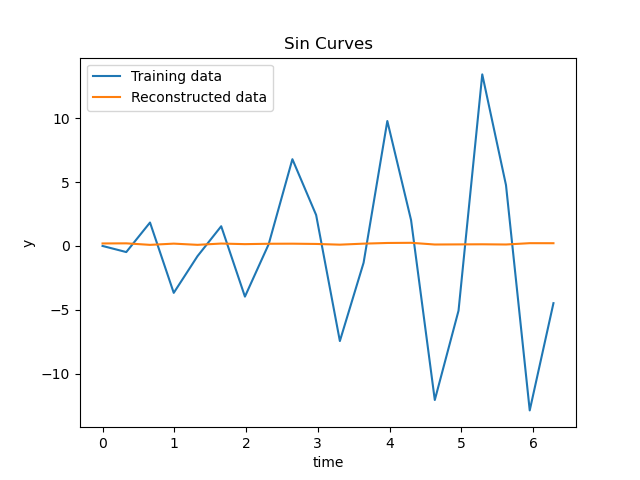 Sin Curves
Training data
Reconstructed data
10
5
0
−5
−10
y
0 1 2 3 4 5 6
time